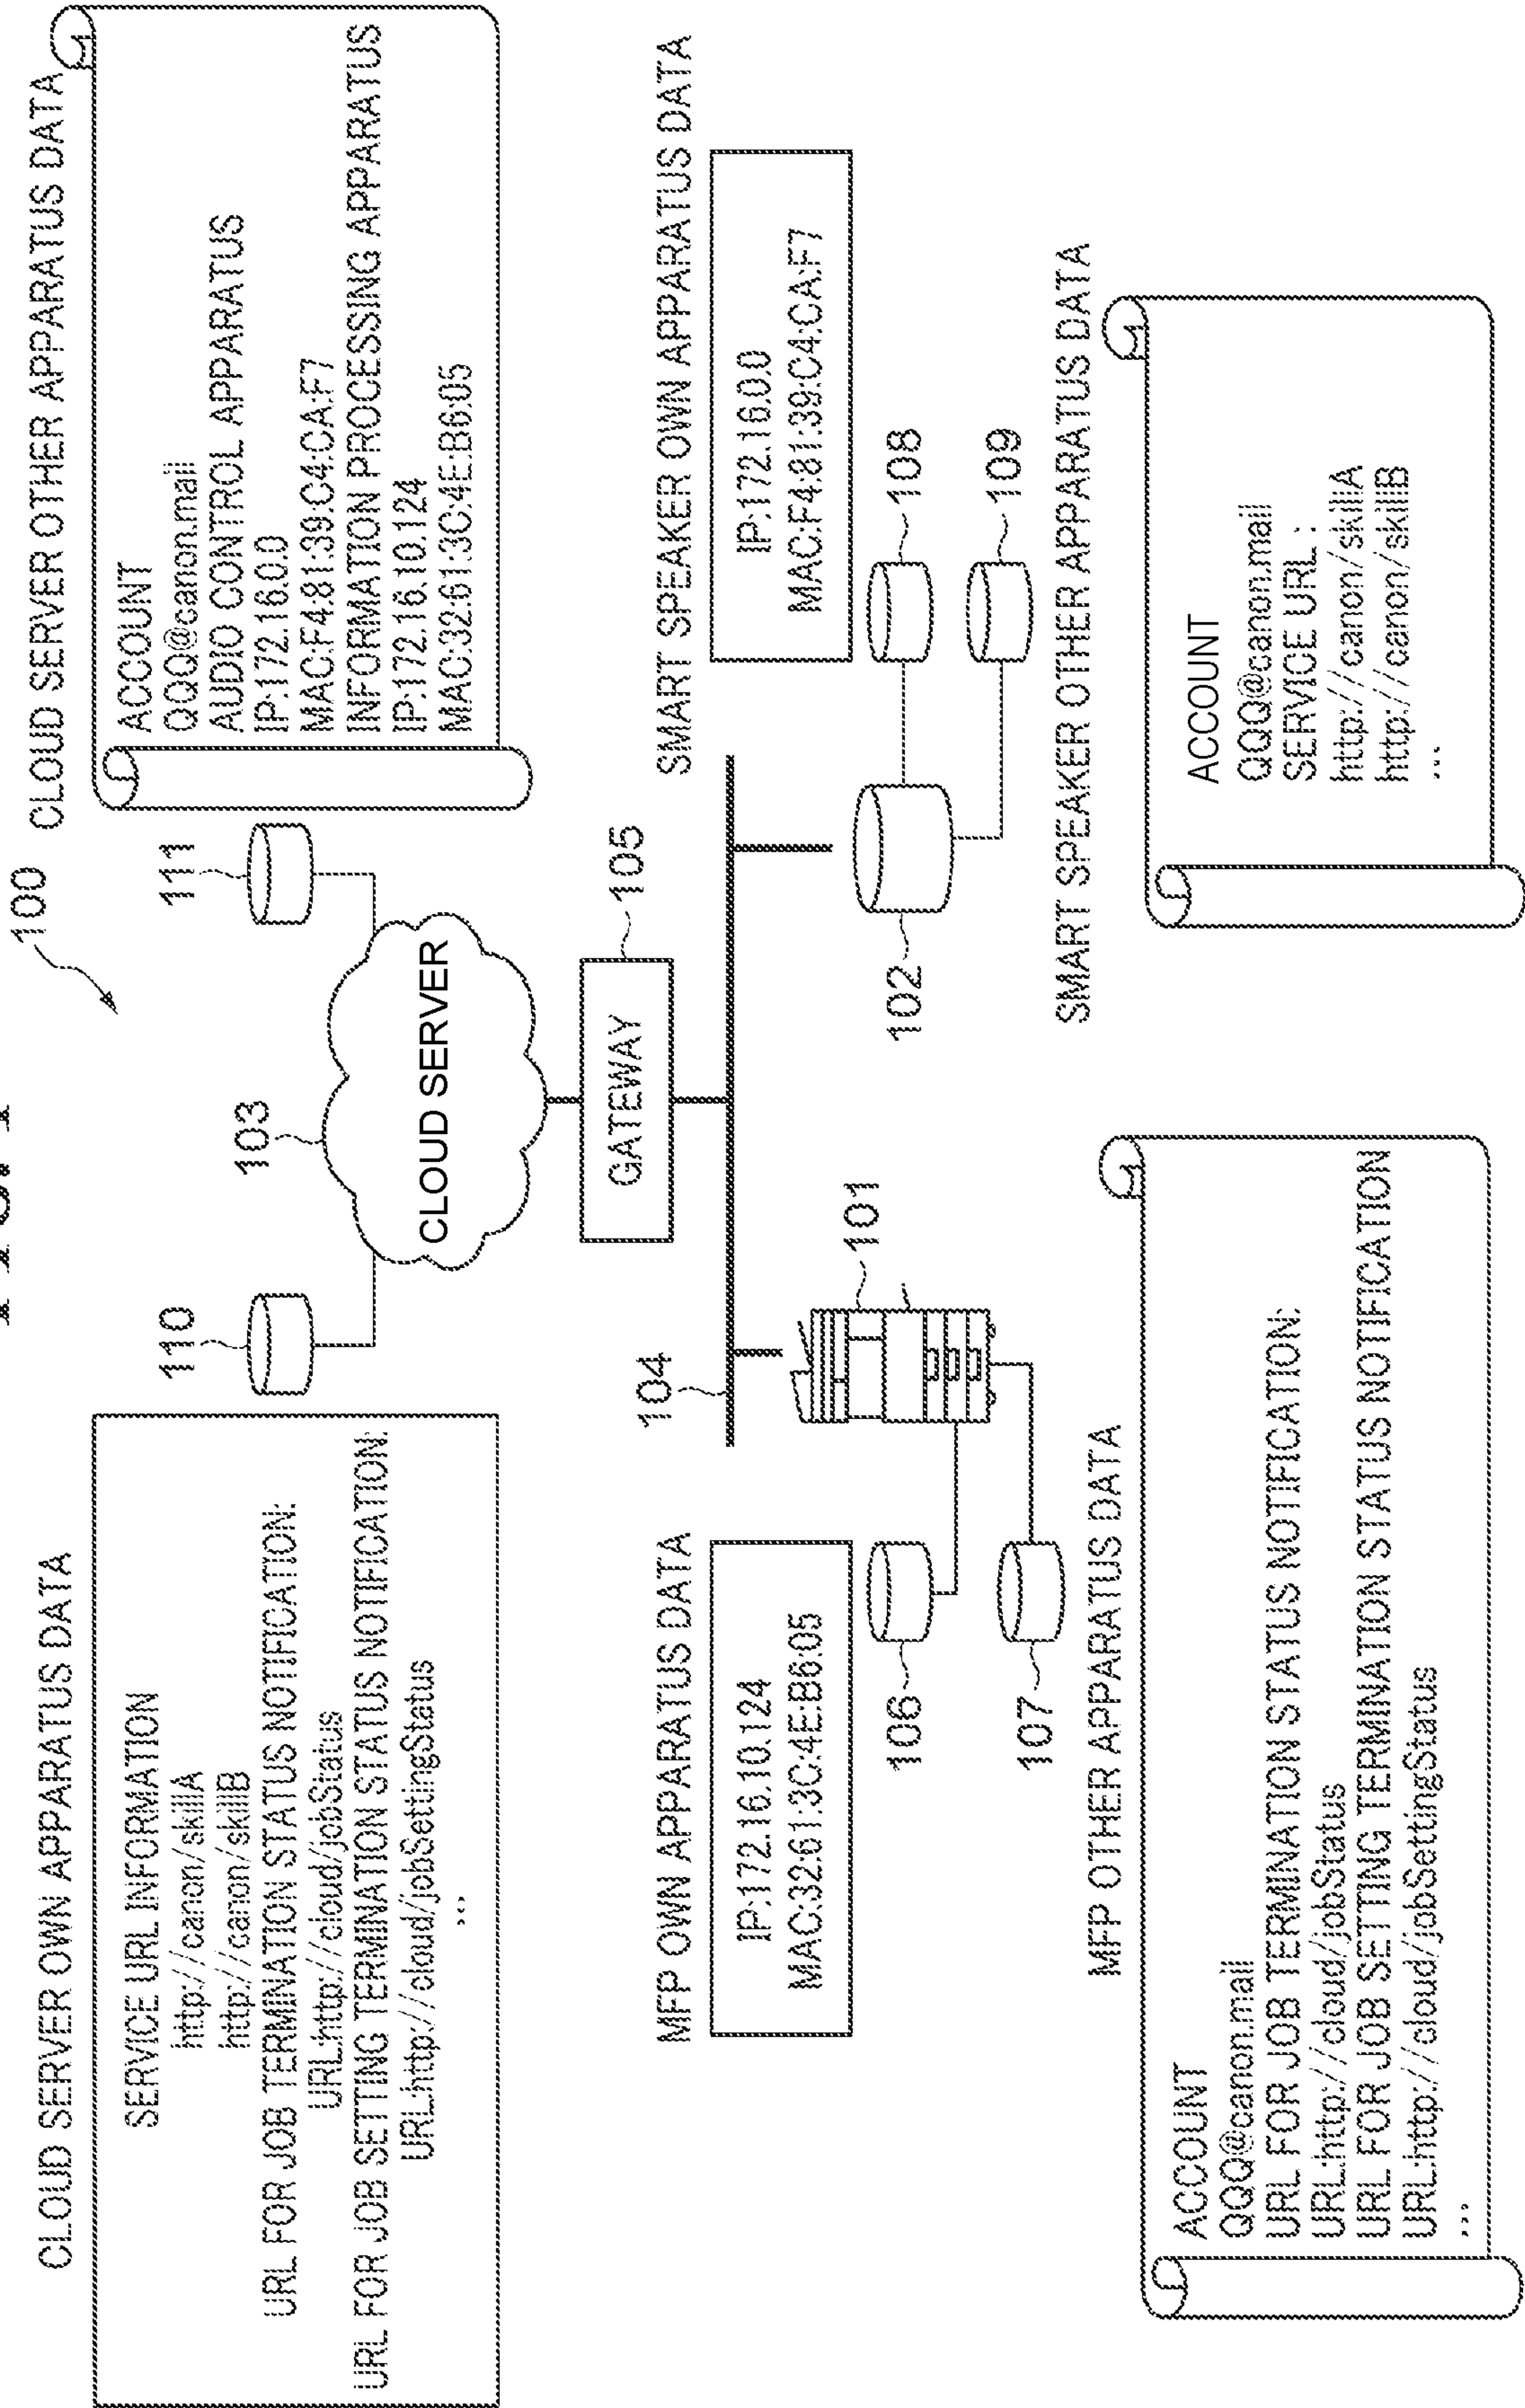 100
CLOUD SERVER OWN APPARATUS DATA
SERVICE URL INFORMATION
http://canon/skillA
http://canon/skillB
URL FOR JOB TERMINATION STATUS NOTIFICATION:
URL:http://cloud/jobStatus
URL FOR JOB SETTING TERMINATION STATUS NOTIFICATION:
URL:http://cloud/jobSettingStatus
...
110
103
CLOUD SERVER
111
CLOUD SERVER OTHER APPARATUS DATA
ACCOUNT
QQQ@canon.mail
AUDIO CONTROL APPARATUS
IP:172.16.0.0
MAC:F4:81:39:C4:CA:F7
INFORMATION PROCESSING APPARATUS
IP:172.16.10.124
MAC:32:61:3C:4E:B6:05
GATEWAY
105
104
MFP OWN APPARATUS DATA
IP:172.16.10.124
MAC:32:61:3C:4E:B6:05
106
107
101
SMART SPEAKER OWN APPARATUS DATA
IP:172.16.0.0
MAC:F4:81:39:C4:CA:F7
102
108
109
MFP OTHER APPARATUS DATA
ACCOUNT
QQQ@canon.mail
URL FOR JOB TERMINATION STATUS NOTIFICATION:
URL:http://cloud/jobStatus
URL FOR JOB SETTING TERMINATION STATUS NOTIFICATION
URL:http://cloud/jobSettingStatus
...
SMART SPEAKER OTHER APPARATUS DATA
ACCOUNT
QQQ@canon.mail
SERVICE URL :
http://canon/skillA
http://canon/skillB
...